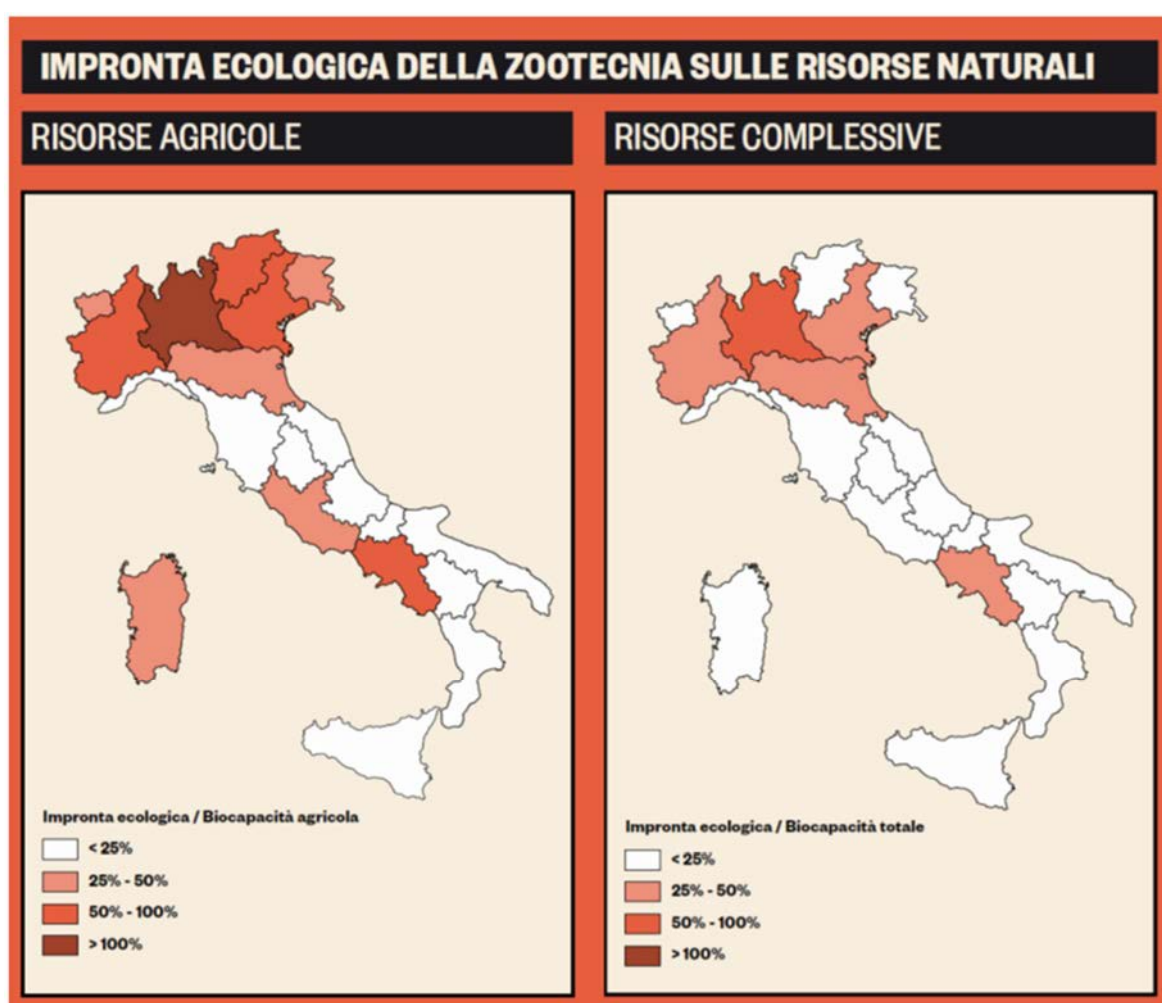 IMPRONTA ECOLOGICA DELLA ZOOTECNIA SULLE RISORSE NATURALI
RISORSE AGRICOLE
Impronta ecologica / Biocapacità agricola
< 25%
25% - 50%
50% - 100%
> 100%
RISORSE COMPLESSIVE
Impronta ecologica / Biocapacità totale
< 25%
25% - 50%
50% - 100%
> 100%